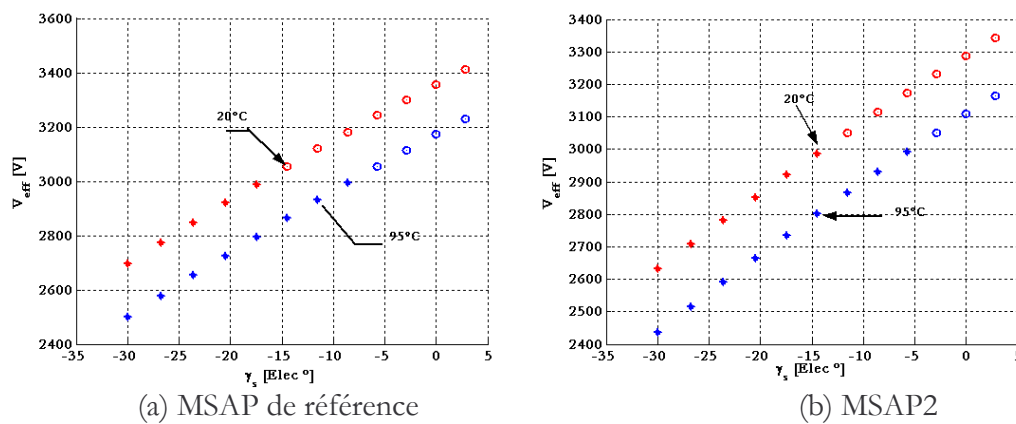 3600
3400
3200
3000
2800
2600
2400
V_eff [V]
20°C
95°C
-35 -30 -25 -20 -15 -10 -5 0 5
γ_s [Elec °]
(a) MSAP de référence
3400
3300
3200
3100
3000
2900
2800
2700
2600
2500
2400
V_eff [V]
20°C
95°C
-35 -30 -25 -20 -15 -10 -5 0 5
γ_s [Elec °]
(b) MSAP2